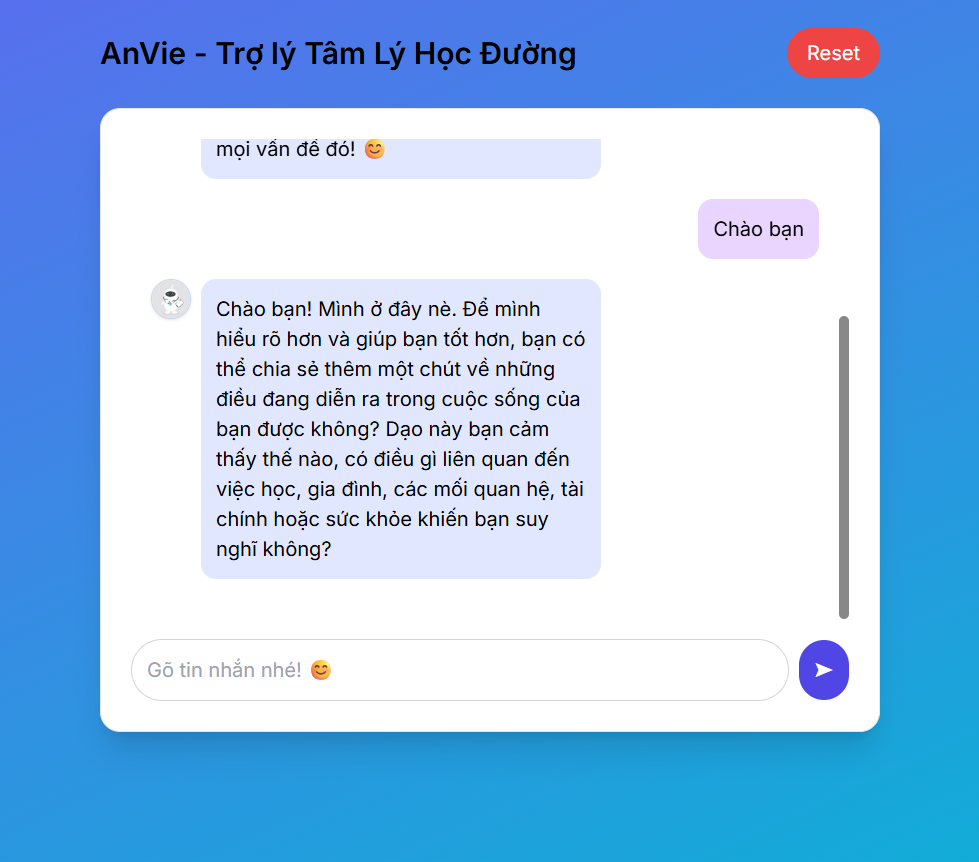 AnVie - Trợ lý Tâm Lý Học Đường
Reset
mọi vấn đề đó! 😊
Chào bạn
Chào bạn! Mình ở đây nè. Để mình
hiểu rõ hơn và giúp bạn tốt hơn, bạn có
thể chia sẻ thêm một chút về những
điều đang diễn ra trong cuộc sống của
bạn được không? Dạo này bạn cảm
thấy thế nào, có điều gì liên quan đến
việc học, gia đình, các mối quan hệ, tài
chính hoặc sức khỏe khiến bạn suy
nghĩ không?
Gõ tin nhắn nhé! 😊